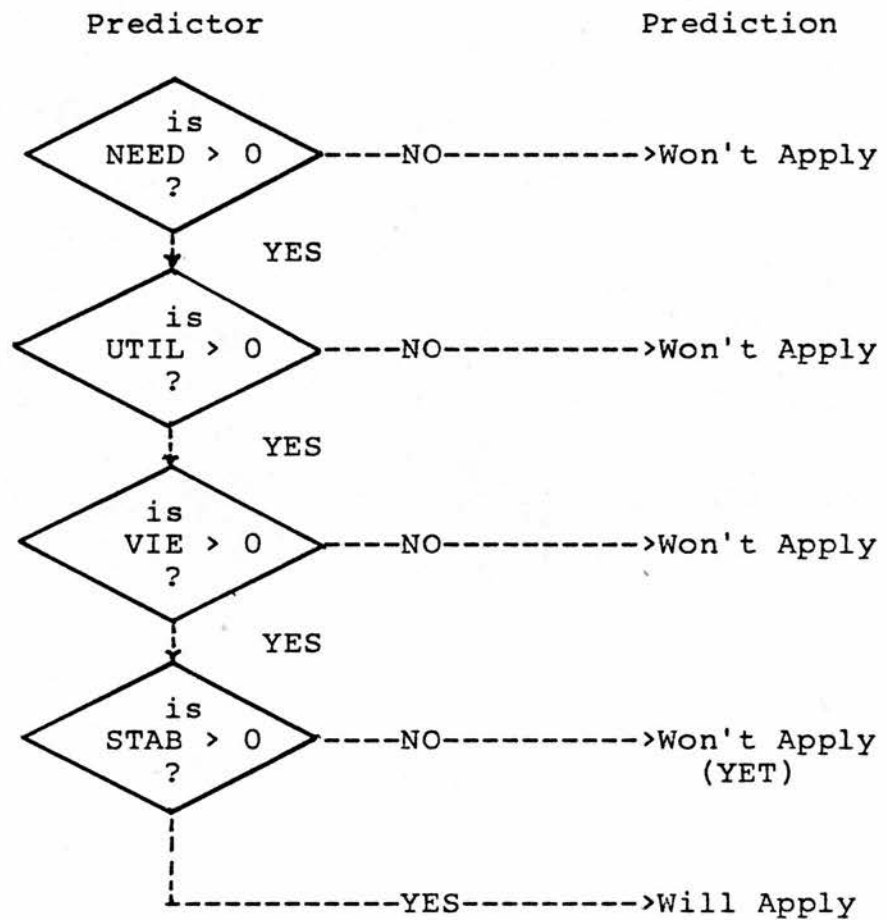 Predictor Prediction
is
NEED > 0 ----NO---------->Won't Apply
?
YES
is
UTIL > 0 ----NO---------->Won't Apply
?
YES
is
VIE > 0 ----NO---------->Won't Apply
?
YES
is
STAB > 0 ----NO---------->Won't Apply
? (YET)
------------YES---------->Will Apply